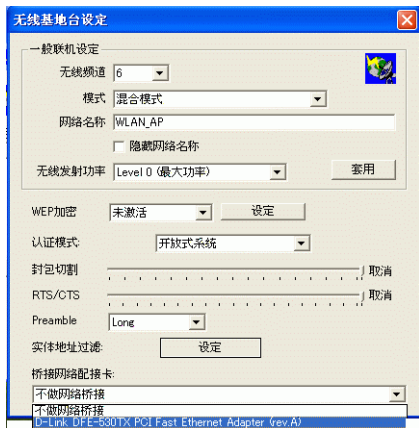 无线基地台设定
一般联机设定
无线频道 6
模式 混合模式
网络名称 WLAN_AP
隐藏网络名称
无线发射功率 Level 0 (最大功率) 套用
WEP加密 未激活 设定
认证模式: 开放式系统
封包切割 取消
RTS/CTS 取消
Preamble Long
实体地址过滤: 设定
桥接网络配接卡:
不做网络桥接
不做网络桥接
D-Link DFE-530TX PCI Fast Ethernet Adapter (rev.A)